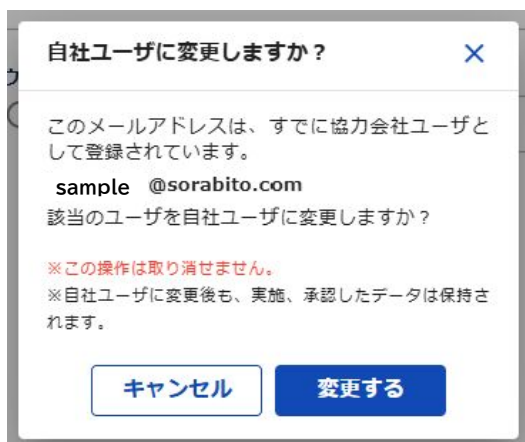 自社ユーザに変更しますか？
このメールアドレスは、すでに協力会社ユーザと
して登録されています。
sample @sorabito.com
該当のユーザを自社ユーザに変更しますか？
※この操作は取り消せません。
※自社ユーザに変更後も、実施、承認したデータは保持さ
れます。
キャンセル
変更する